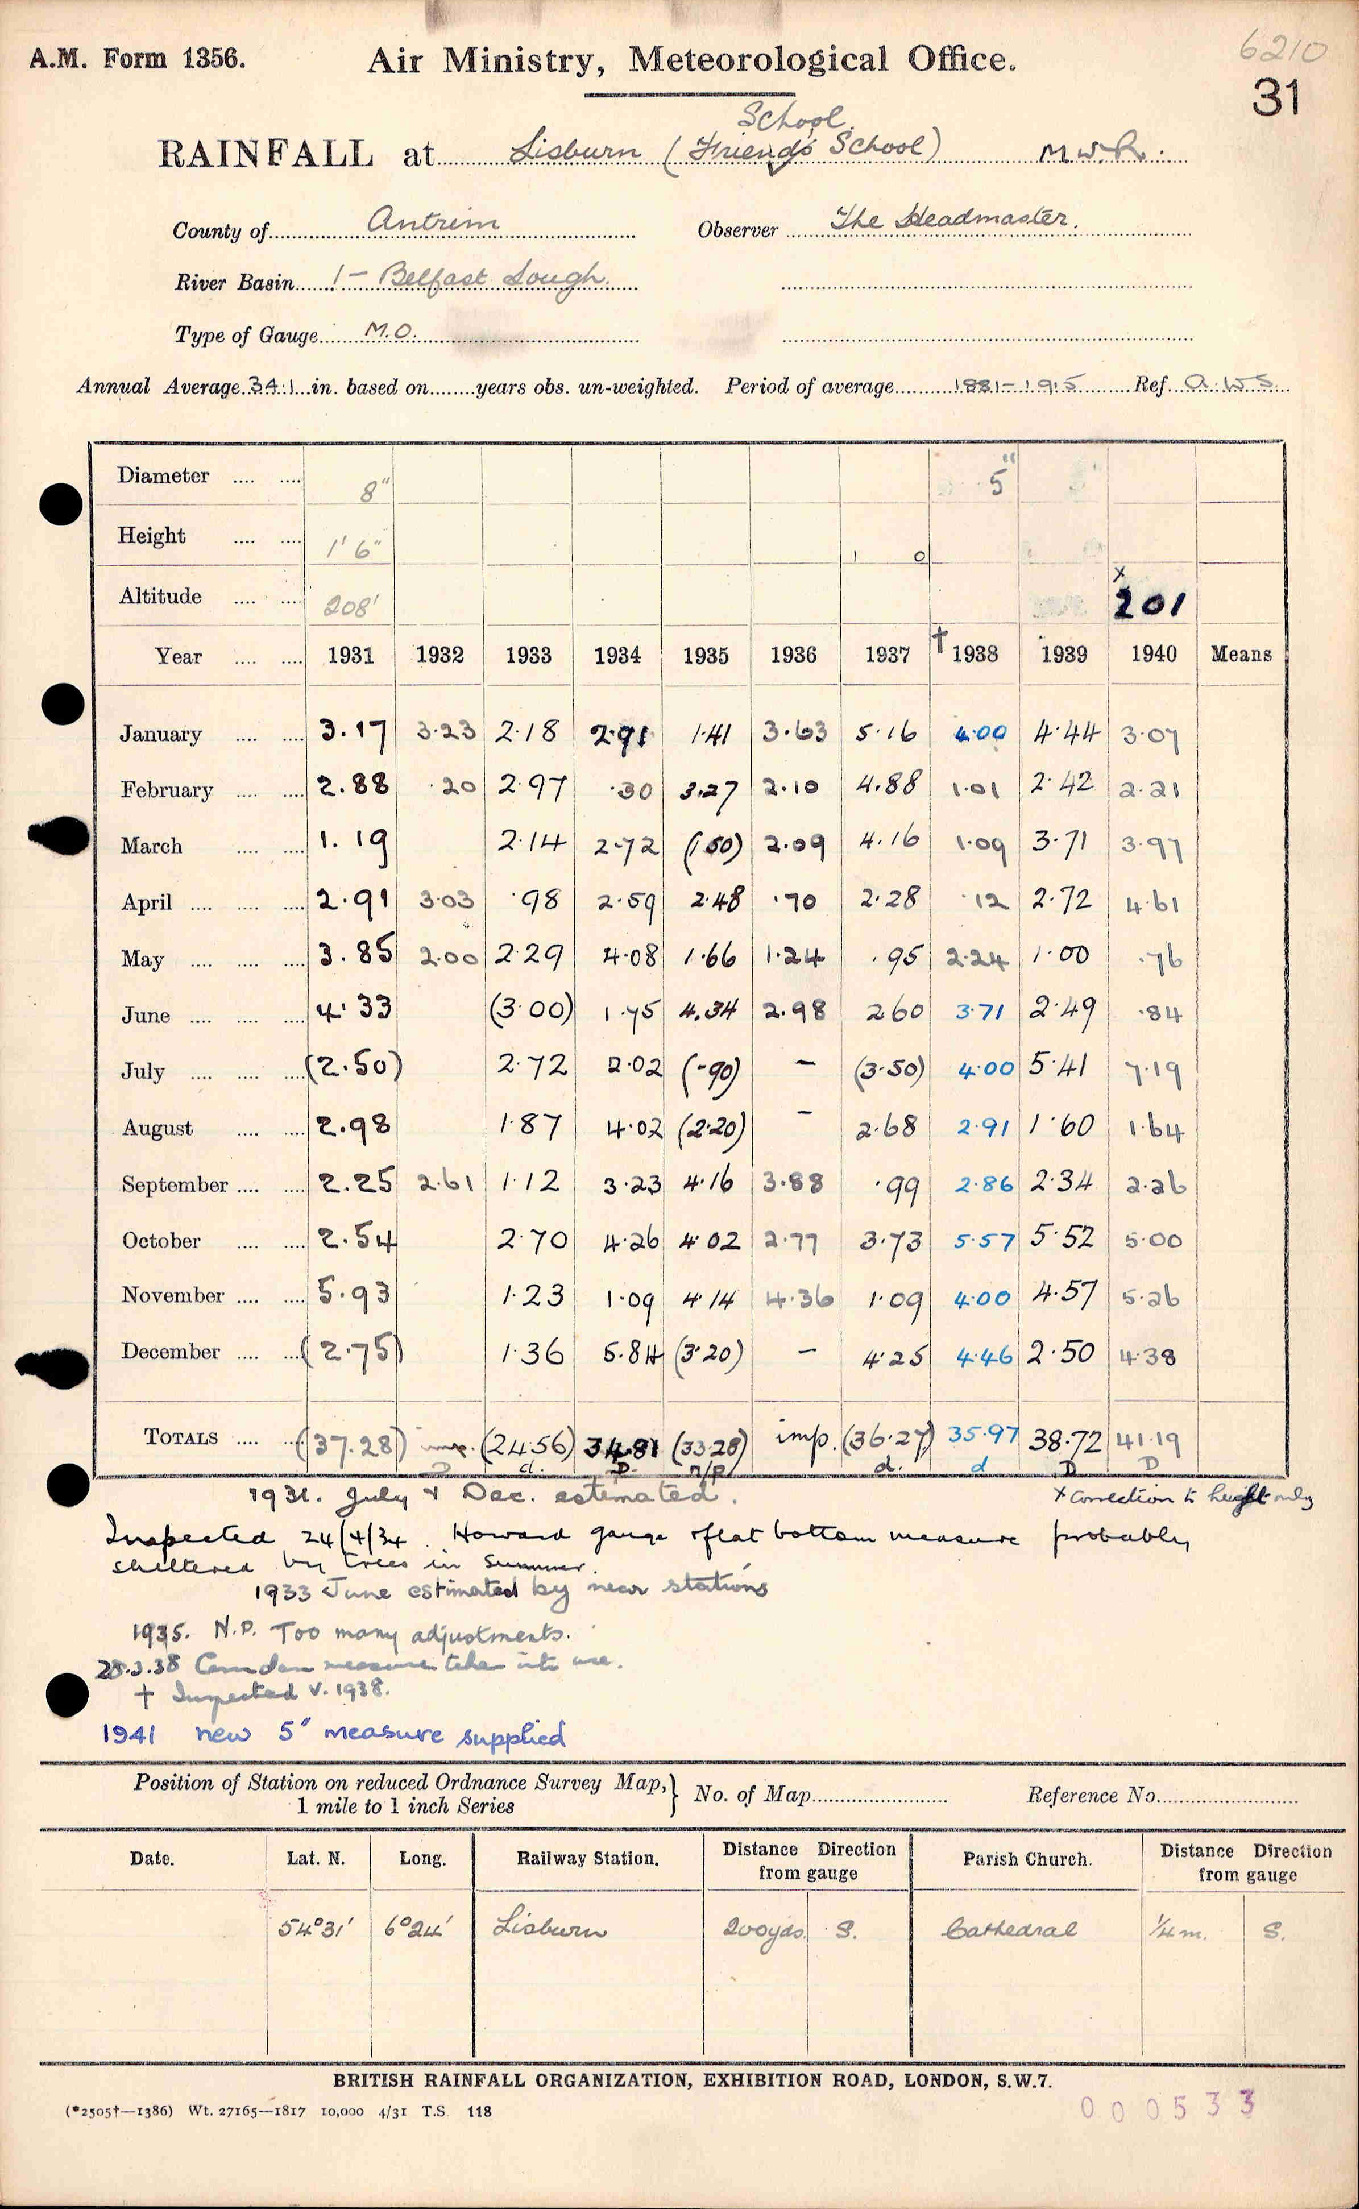 6210
A.M. Form 1356. Air Ministry, Meteorological Office.
31
School
RAINFALL at Lisburn (Friends School) M.W.R.
County of Antrim Observer The Headmaster.
River Basin 1 - Belfast Lough
Type of Gauge M.O.
Annual Average 34.1 in. based on years obs. un-weighted. Period of average 1881-1915 Ref. A.W.S.
Diameter 8" 5"
Height 1' 6" 1 0
Altitude 208' x 201
Year 1931 1932 1933 1934 1935 1936 1937 † 1938 1939 1940 Means
January 3.17 3.23 2.18 2.91 1.41 3.63 5.16 4.00 4.44 3.07
February 2.88 .20 2.97 .30 3.27 2.10 4.88 1.01 2.42 2.21
March 1.19 2.14 2.72 (1.50) 2.09 4.16 1.09 3.71 3.97
April 2.91 3.03 .98 2.59 2.48 .70 2.28 .12 2.72 4.61
May 3.85 2.00 2.29 4.08 1.66 1.24 .95 2.24 1.00 .76
June 4.33 (3.00) 1.75 4.34 2.98 2.60 3.71 2.49 .84
July (2.50) 2.72 2.02 (.90) - (3.50) 4.00 5.41 7.19
August 2.98 1.87 4.02 (2.20) - 2.68 2.91 1.60 1.64
September 2.25 2.61 1.12 3.23 4.16 3.88 .99 2.86 2.34 2.26
October 2.54 2.70 4.26 4.02 2.77 3.73 5.57 5.52 5.00
November 5.93 1.23 1.09 4.14 4.36 1.09 4.00 4.57 5.26
December (2.75) 1.36 5.84 (3.20) - 4.25 4.46 2.50 4.38
TOTALS (37.28) imp. (24.56) 34.81 (33.28) imp. (36.27) 35.97 38.72 41.19
d. D. n/p d. d D D
1931. July & Dec. estimated. x Correction to height only
Inspected 24/4/34. Howard gauge & flat bottom measure probably
sheltered by trees in summer.
1933 June estimated by near stations
1935. N.P. Too many adjustments.
28.3.38 Camden measure taken into use.
† Inspected V. 1938.
1941 new 5" measure supplied
Position of Station on reduced Ordnance Survey Map, 1 mile to 1 inch Series } No. of Map Reference No.
Date. Lat. N. Long. Railway Station. Distance Direction from gauge Parish Church. Distance Direction from gauge
54°31' 6°24' Lisburn 200yds. S. Cathedral ¼m. S.
BRITISH RAINFALL ORGANIZATION, EXHIBITION ROAD, LONDON, S.W.7.
(*2505†—1386) Wt. 27165—1817 10,000 4/31 T.S. 118
000533